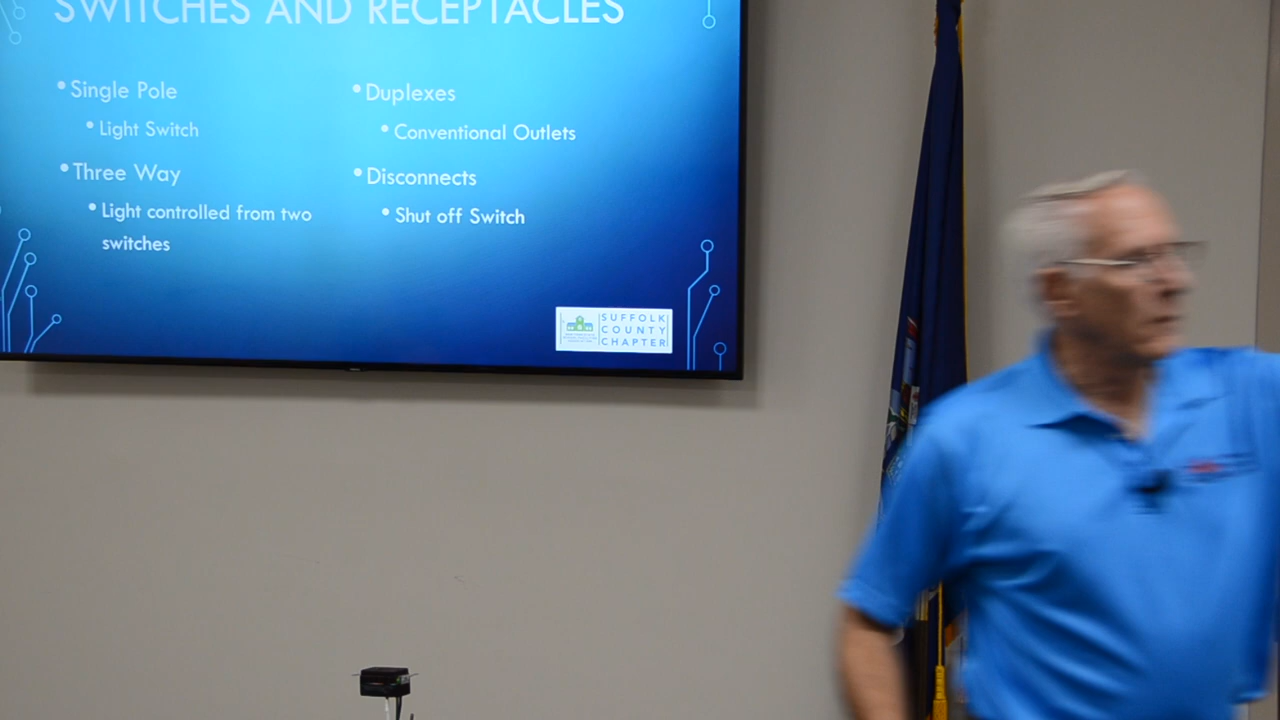 SWITCHES AND RECEPTACLES
• Single Pole
• Light Switch
• Three Way
• Light controlled from two
switches
• Duplexes
• Conventional Outlets
• Disconnects
• Shut off Switch
SUFFOLK
COUNTY
CHAPTER